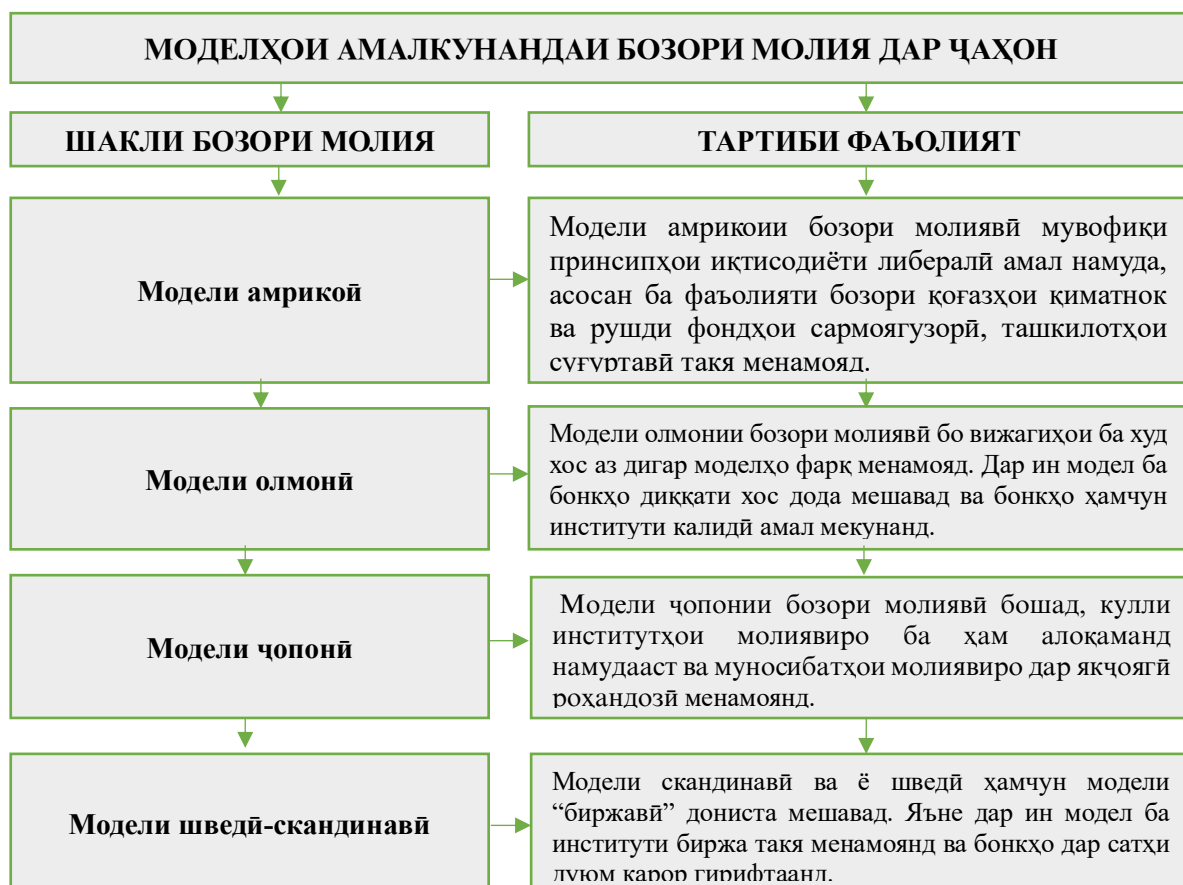 МОДЕЛҲОИ АМАЛКУНАНДАИ БОЗОРИ МОЛИЯ ДАР ҶАҲОН
ШАКЛИ БОЗОРИ МОЛИЯ
ТАРТИБИ ФАЪОЛИЯТ
Модели амрикоӣ
Модели амрикоии бозори молиявӣ мувофиқи
принсипҳои иқтисодиёти либералӣ амал намуда,
асосан ба фаъолияти бозори қоғазҳои қиматнок
ва рушди фондҳои сармоягузорӣ, ташкилотҳои
суғуртавӣ такя менамояд.
Модели олмонӣ
Модели олмонии бозори молиявӣ бо вижагиҳои ба худ
хос аз дигар моделҳо фарқ менамояд. Дар ин модел ба
бонкҳо диққати хос дода мешавад ва бонкҳо ҳамчун
институти калидӣ амал мекунанд.
Модели ҷопонӣ
Модели ҷопонии бозори молиявӣ бошад, кулли
институтҳои молиявиро ба ҳам алоқаманд
намудааст ва муносибатҳои молиявиро дар якҷоягӣ
роҳандозӣ менамоянд.
Модели шведӣ-скандинавӣ
Модели скандинавӣ ва ё шведӣ ҳамчун модели
“биржавӣ” дониста мешавад. Яъне дар ин модел ба
институти биржа такя менамоянд ва бонкҳо дар сатҳи
дуюм қарор гирифтаанд.